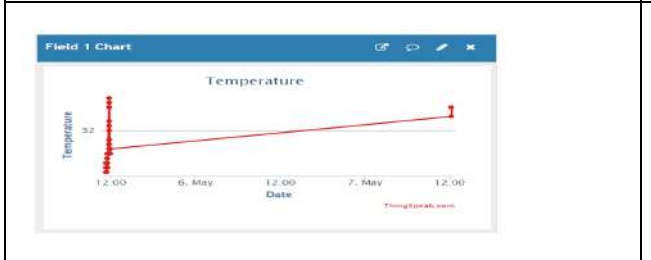 Field 1 Chart
Temperature
Temperature
32
12:00 6. May 12:00 7. May 12:00
Date
ThingSpeak.com